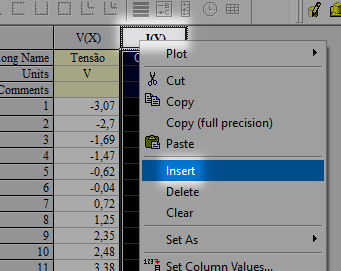 V(X) I(Y)
ong Name Tensão C
Units V
omments
1 -3,07
2 -2,7
3 -1,69
4 -1,47
5 -0,62
6 -0,04
7 0,72
8 1,25
9 2,35
10 2,48
11 3,38
Plot
Cut
Copy
Copy (full precision)
Paste
Insert
Delete
Clear
Set As
Set Column Values...